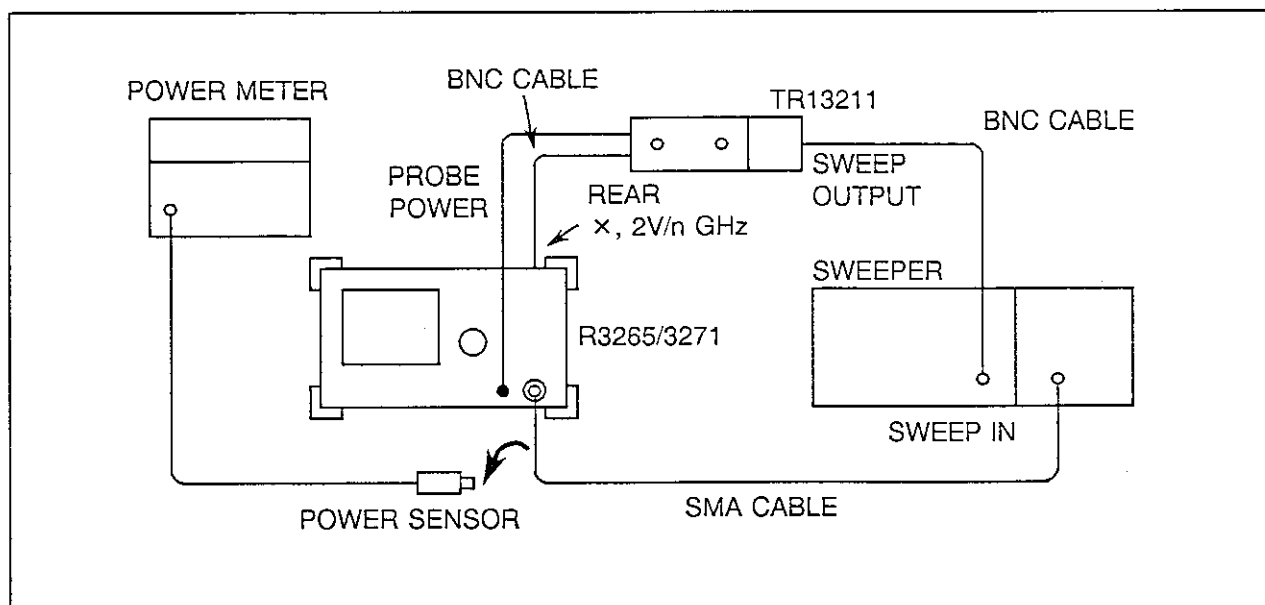 POWER METER
BNC CABLE
TR13211
BNC CABLE
PROBE
POWER
REAR
×, 2V/n GHz
SWEEP
OUTPUT
SWEEPER
R3265/3271
SWEEP IN
POWER SENSOR
SMA CABLE